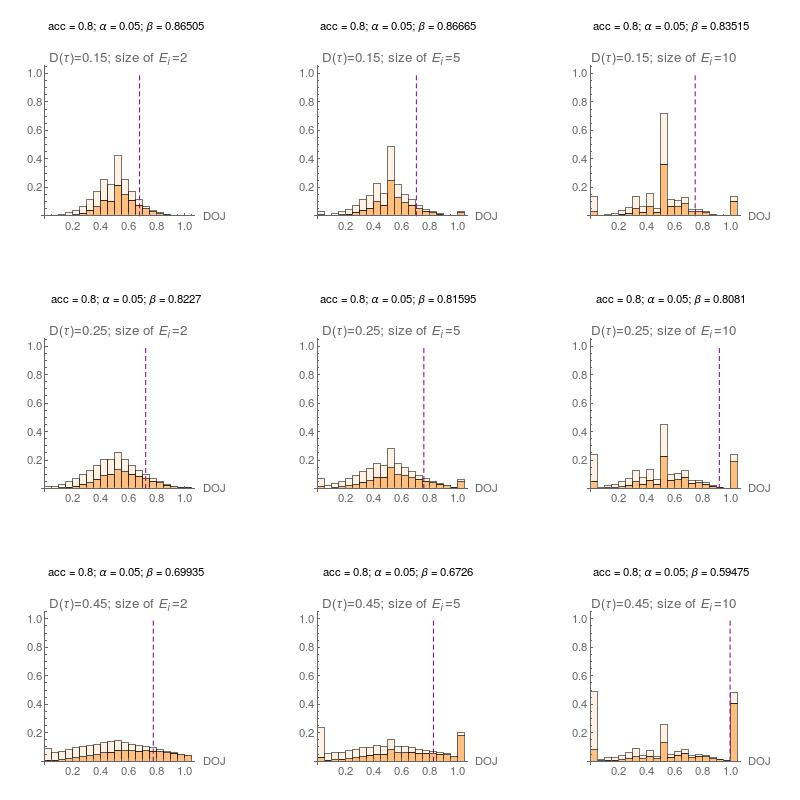 acc = 0.8; α = 0.05; β = 0.86505
D(τ)=0.15; size of Ei=2
1.0
0.8
0.6
0.4
0.2
0.2 0.4 0.6 0.8 1.0 DOJ
acc = 0.8; α = 0.05; β = 0.86665
D(τ)=0.15; size of Ei=5
1.0
0.8
0.6
0.4
0.2
0.2 0.4 0.6 0.8 1.0 DOJ
acc = 0.8; α = 0.05; β = 0.83515
D(τ)=0.15; size of Ei=10
1.0
0.8
0.6
0.4
0.2
0.2 0.4 0.6 0.8 1.0 DOJ
acc = 0.8; α = 0.05; β = 0.8227
D(τ)=0.25; size of Ei=2
1.0
0.8
0.6
0.4
0.2
0.2 0.4 0.6 0.8 1.0 DOJ
acc = 0.8; α = 0.05; β = 0.81595
D(τ)=0.25; size of Ei=5
1.0
0.8
0.6
0.4
0.2
0.2 0.4 0.6 0.8 1.0 DOJ
acc = 0.8; α = 0.05; β = 0.8081
D(τ)=0.25; size of Ei=10
1.0
0.8
0.6
0.4
0.2
0.2 0.4 0.6 0.8 1.0 DOJ
acc = 0.8; α = 0.05; β = 0.69935
D(τ)=0.45; size of Ei=2
1.0
0.8
0.6
0.4
0.2
0.2 0.4 0.6 0.8 1.0 DOJ
acc = 0.8; α = 0.05; β = 0.6726
D(τ)=0.45; size of Ei=5
1.0
0.8
0.6
0.4
0.2
0.2 0.4 0.6 0.8 1.0 DOJ
acc = 0.8; α = 0.05; β = 0.59475
D(τ)=0.45; size of Ei=10
1.0
0.8
0.6
0.4
0.2
0.2 0.4 0.6 0.8 1.0 DOJ